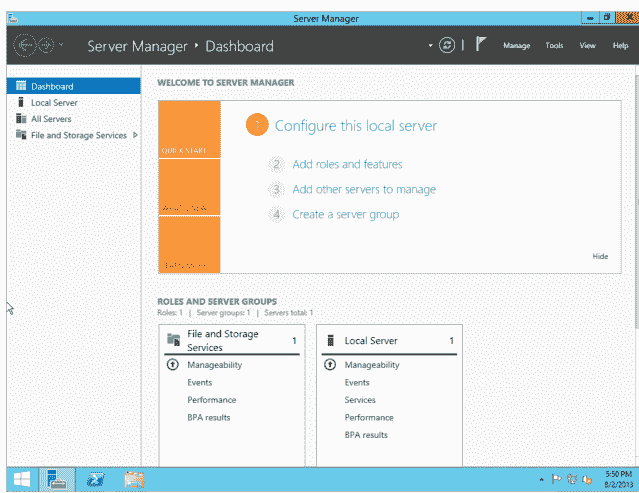 Server Manager
Server Manager • Dashboard
Manage Tools View Help
Dashboard
Local Server
All Servers
File and Storage Services
WELCOME TO SERVER MANAGER
QUICK START
1 Configure this local server
2 Add roles and features
3 Add other servers to manage
4 Create a server group
Hide
ROLES AND SERVER GROUPS
Roles: 1 | Server groups: 1 | Servers total: 1
File and Storage Services 1
Manageability
Events
Performance
BPA results
Local Server 1
Manageability
Events
Services
Performance
BPA results
5:50 PM
8/2/2013